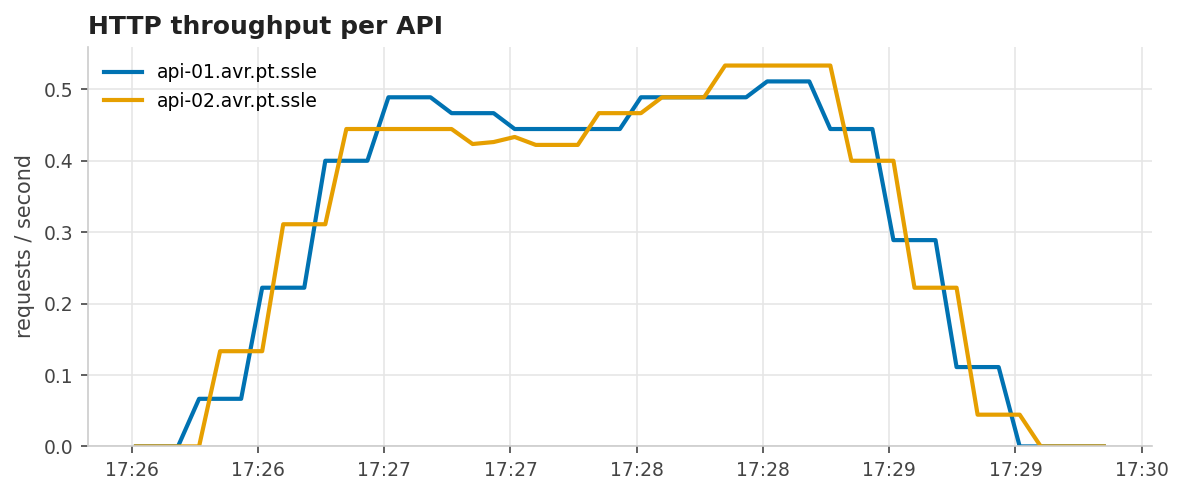 HTTP throughput per API
api-01.avr.pt.ssle
api-02.avr.pt.ssle
requests / second
0.5
0.4
0.3
0.2
0.1
0.0
17:26 17:26 17:27 17:27 17:28 17:28 17:29 17:29 17:30